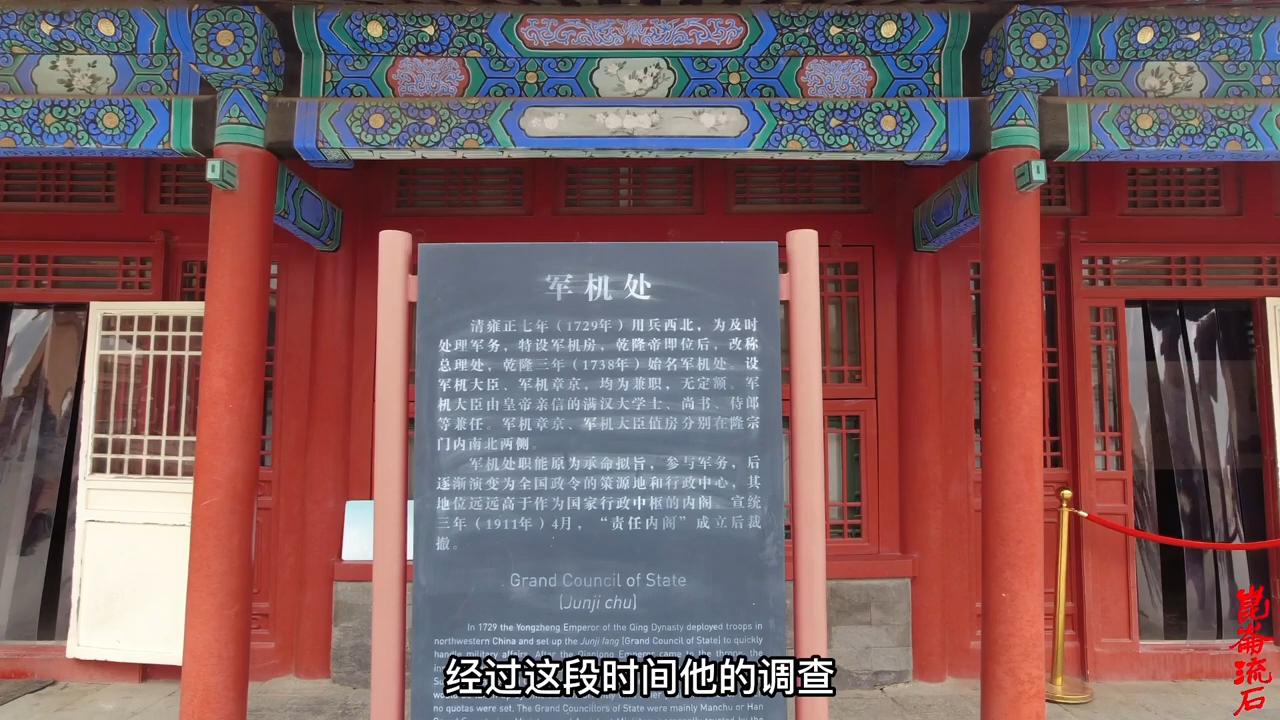 军机处
清雍正七年（1729年）用兵西北，为及时
处理军务，特设军机房，乾隆帝即位后，改称
总理处，乾隆三年（1738年）始名军机处。设
军机大臣、军机章京，均为兼职，无定额。军
机大臣由皇帝亲信的满汉大学士、尚书、侍郎
等兼任。军机章京、军机大臣值房分别在隆宗
门内南北两侧。
军机处职能原为承命拟旨，参与军务，后
逐渐演变为全国政令的策源地和行政中心，其
地位远远高于作为国家行政中枢的内阁。宣统
三年（1911年）4月，“责任内阁”成立后裁
撤。
Grand Council of State
(Junji chu)
In 1729 the Yongzheng Emperor of the Qing Dynasty deployed troops in
northwestern China and set up the Junji fang (Grand Council of State) to quickly
handle military affairs. After the Qianlong Emperor came to the throne, the
经过这段时间他的调查
no quotas were set. The Grand Councillors of State were mainly Manchu or Han
崑崙流石